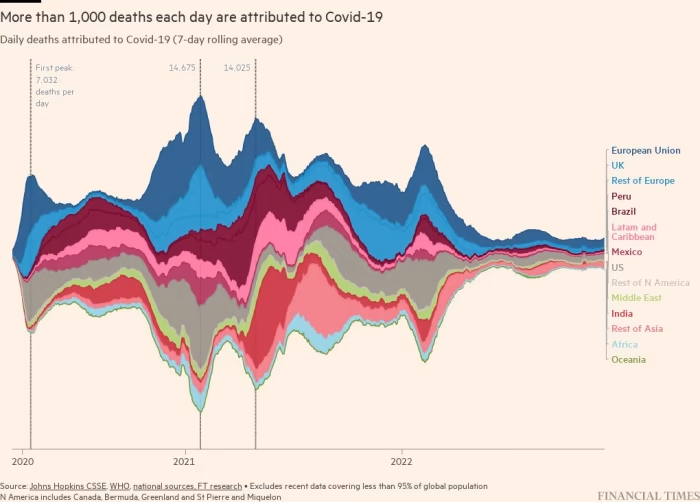 More than 1,000 deaths each day are attributed to Covid-19
Daily deaths attributed to Covid-19 (7-day rolling average)
First peak:
7,032
deaths per
day
14,675
14,025
European Union
UK
Rest of Europe
Peru
Brazil
Latam and
Caribbean
Mexico
US
Rest of N America
Middle East
India
Rest of Asia
Africa
Oceania
2020
2021
2022
Source: Johns Hopkins CSSE, WHO, national sources, FT research • Excludes recent data covering less than 95% of global population
N America includes Canada, Bermuda, Greenland and St Pierre and Miquelon
FINANCIAL TIMES